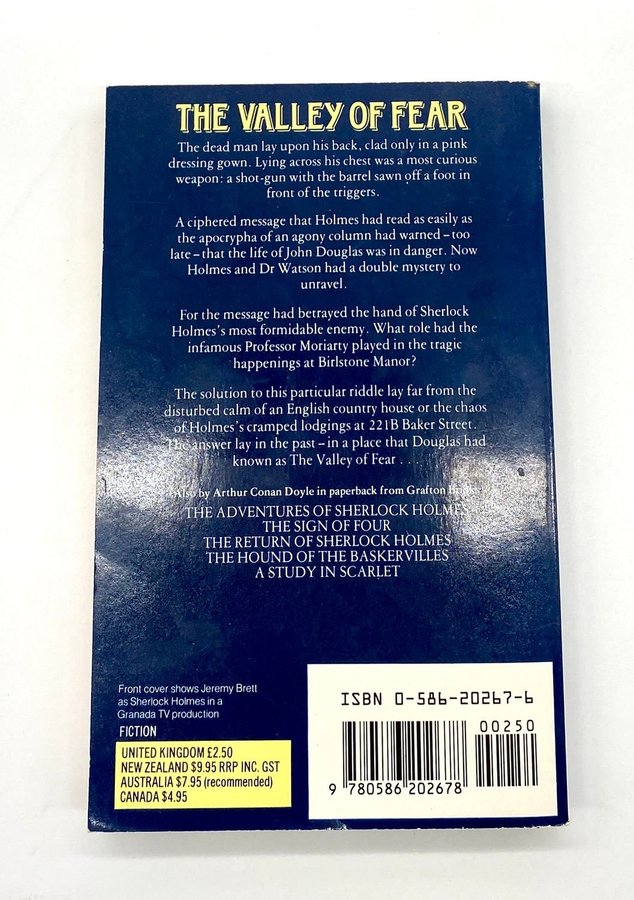 THE VALLEY OF FEAR
The dead man lay upon his back, clad only in a pink
dressing gown. Lying across his chest was a most curious
weapon: a shot-gun with the barrel sawn off a foot in
front of the triggers.
A ciphered message that Holmes had read as easily as
the apocrypha of an agony column had warned – too
late – that the life of John Douglas was in danger. Now
Holmes and Dr Watson had a double mystery to
unravel.
For the message had betrayed the hand of Sherlock
Holmes's most formidable enemy. What role had the
infamous Professor Moriarty played in the tragic
happenings at Birlstone Manor?
The solution to this particular riddle lay far from the
disturbed calm of an English country house or the chaos
of Holmes's cramped lodgings at 221B Baker Street.
The answer lay in the past – in a place that Douglas had
known as The Valley of Fear . . .
Also by Arthur Conan Doyle in paperback from Grafton Books
THE ADVENTURES OF SHERLOCK HOLMES
THE SIGN OF FOUR
THE RETURN OF SHERLOCK HOLMES
THE HOUND OF THE BASKERVILLES
A STUDY IN SCARLET
Front cover shows Jeremy Brett
as Sherlock Holmes in a
Granada TV production
FICTION
UNITED KINGDOM £2.50
NEW ZEALAND $9.95 RRP INC. GST
AUSTRALIA $7.95 (recommended)
CANADA $4.95
ISBN 0-586-20267-6
00250
9 780586 202678